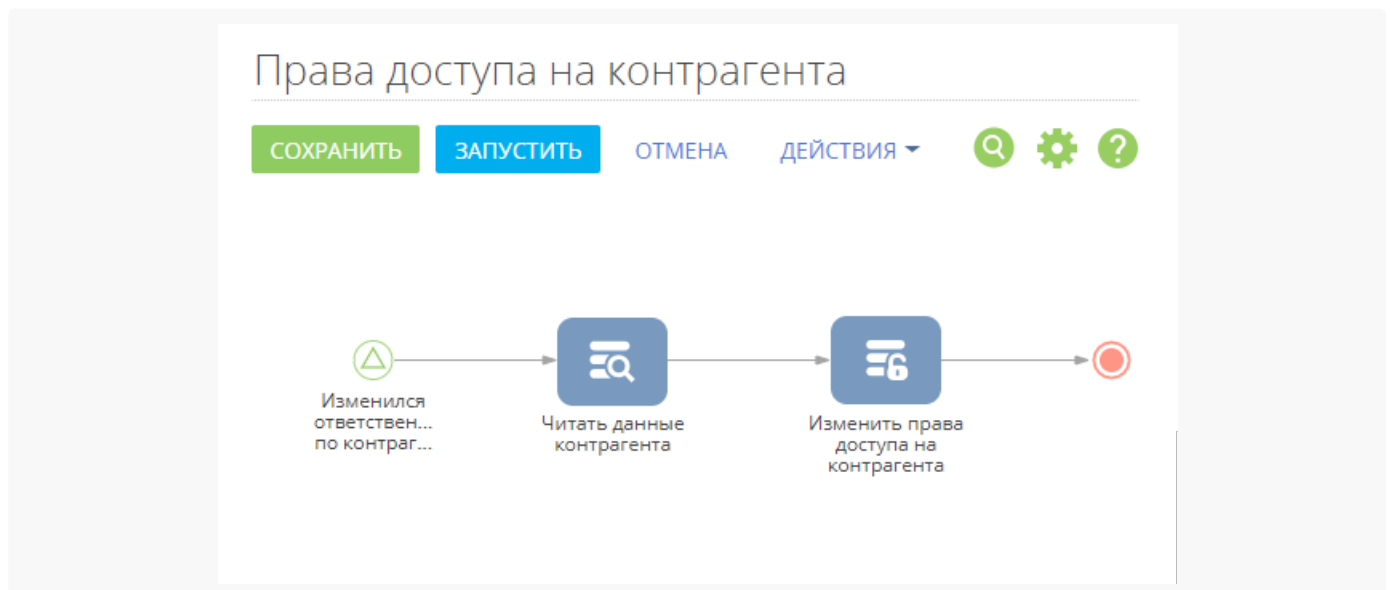 Права доступа на контрагента
СОХРАНИТЬ ЗАПУСТИТЬ ОТМЕНА ДЕЙСТВИЯ
Изменился
ответствен...
по контраг...
Читать данные
контрагента
Изменить права
доступа на
контрагента